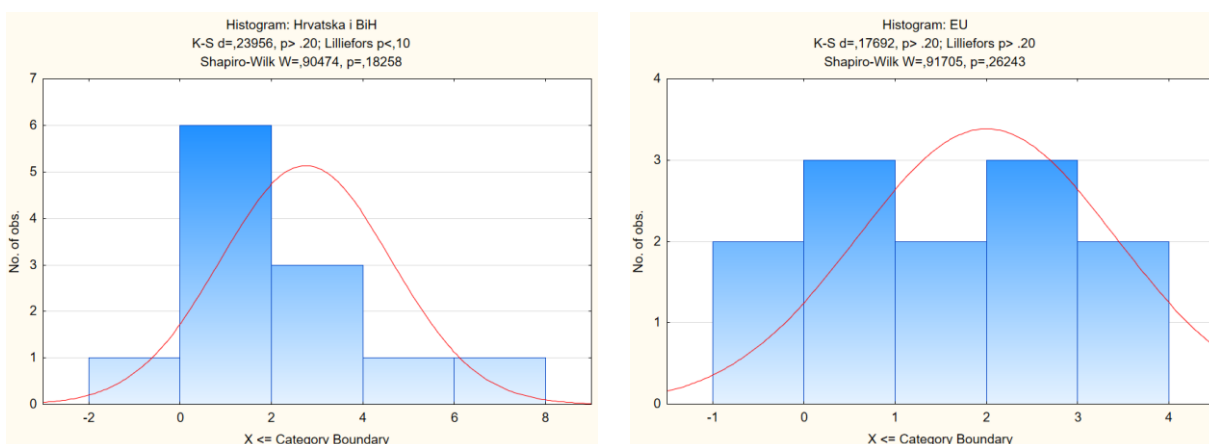 Histogram: Hrvatska i BiH
K-S d=,23956, p> .20; Lilliefors p<,10
Shapiro-Wilk W=,90474, p=,18258
7
6
5
4
3
2
1
0
No. of obs.
-2 0 2 4 6 8
X <= Category Boundary
Histogram: EU
K-S d=,17692, p> .20; Lilliefors p> .20
Shapiro-Wilk W=,91705, p=,26243
4
3
2
1
0
No. of obs.
-1 0 1 2 3 4
X <= Category Boundary